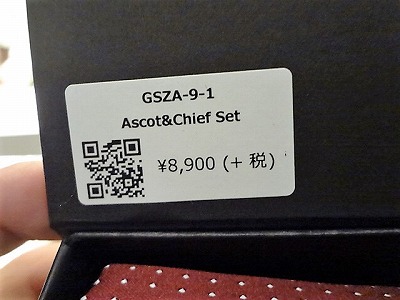 GSZA-9-1
Ascot&Chief Set
¥8,900 (+ 税)